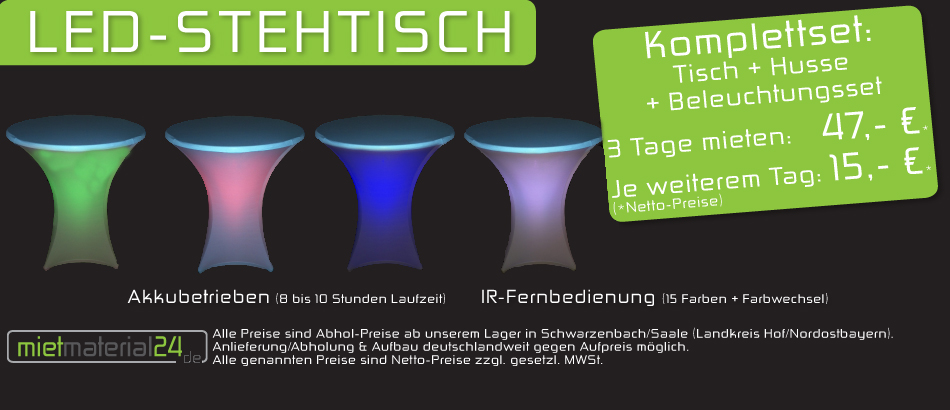 LED-STEHTISCH
Komplettset:
Tisch + Husse
+ Beleuchtungsset
3 Tage mieten: 47,- €*
Je weiterem Tag: 15,- €*
(*Netto-Preise)
Akkubetrieben (8 bis 10 Stunden Laufzeit)
IR-Fernbedienung (15 Farben + Farbwechsel)
mietmaterial24.de
Alle Preise sind Abhol-Preise ab unserem Lager in Schwarzenbach/Saale (Landkreis Hof/Nordostbayern).
Anlieferung/Abholung & Aufbau deutschlandweit gegen Aufpreis möglich.
Alle genannten Preise sind Netto-Preise zzgl. gesetzl. MWSt.